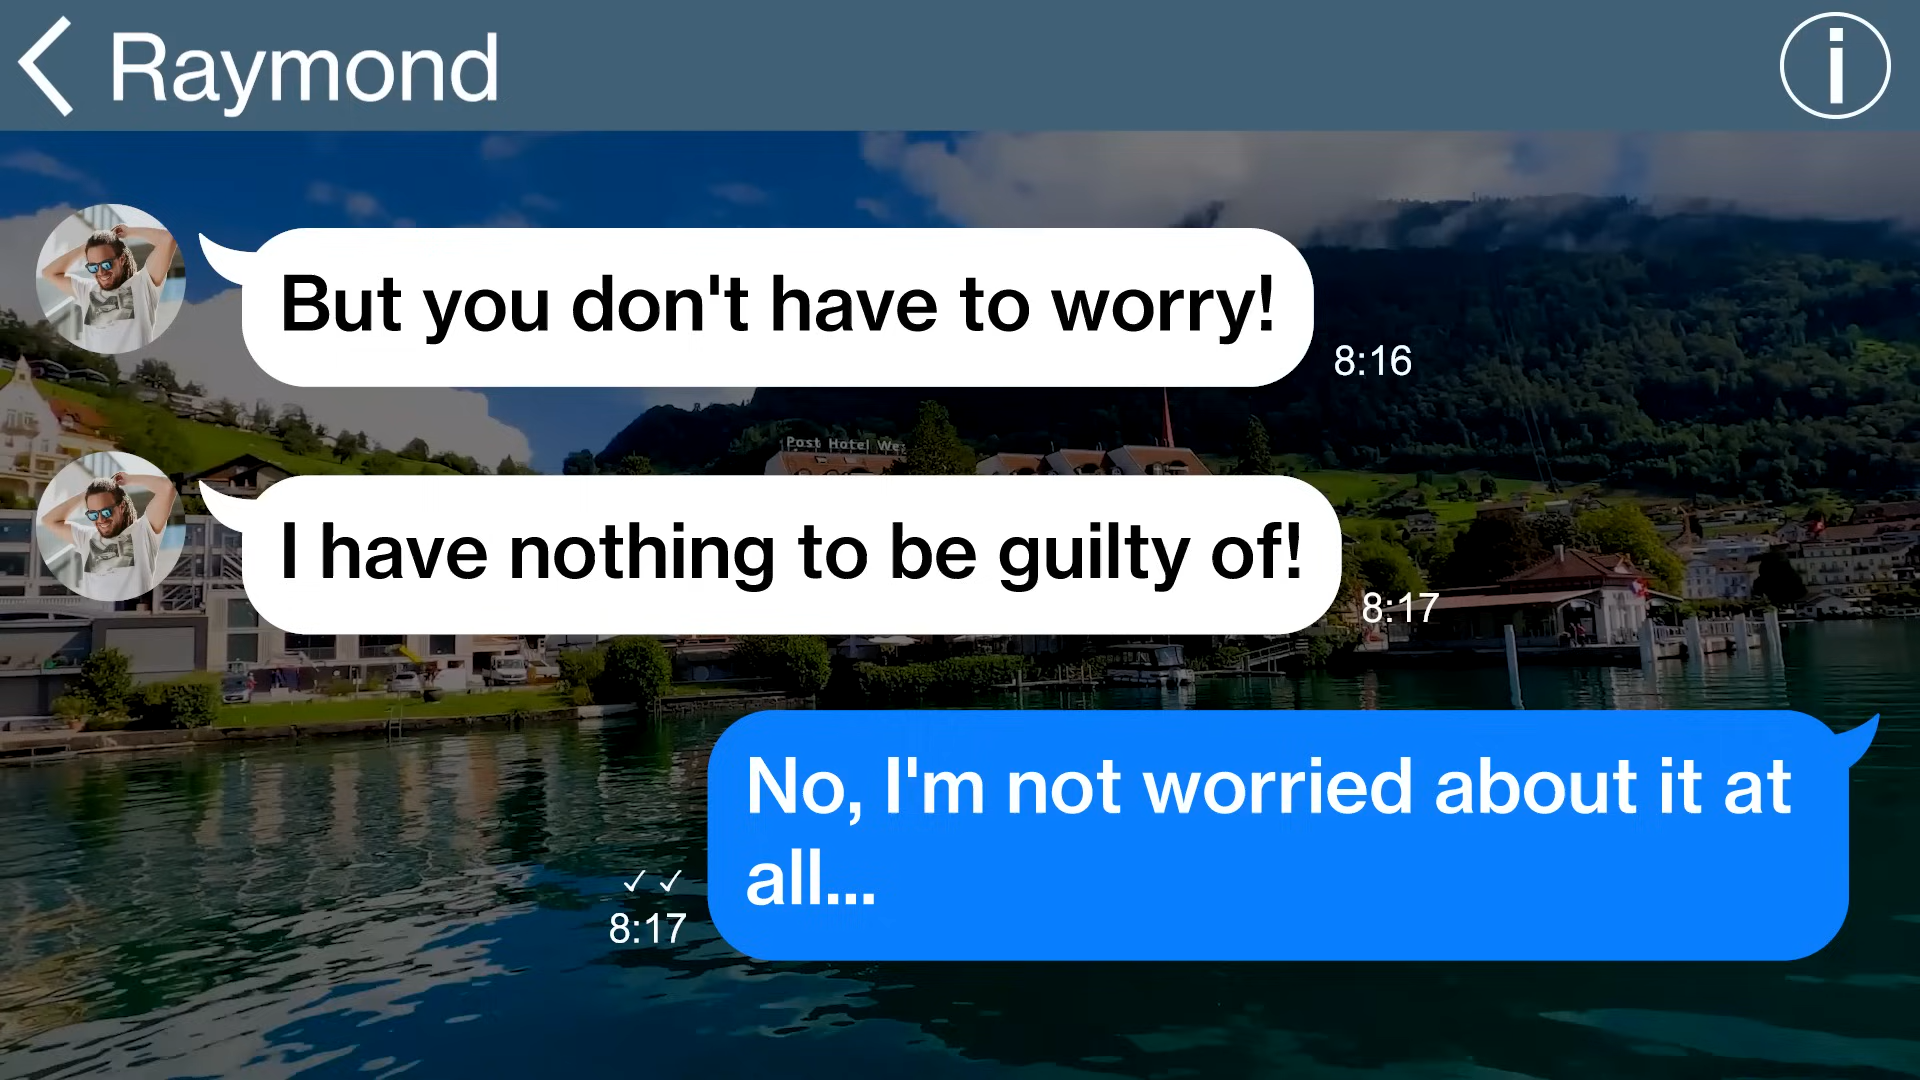 Raymond
But you don't have to worry!
8:16
Post Hotel We
I have nothing to be guilty of!
8:17
No, I'm not worried about it at
all...
8:17